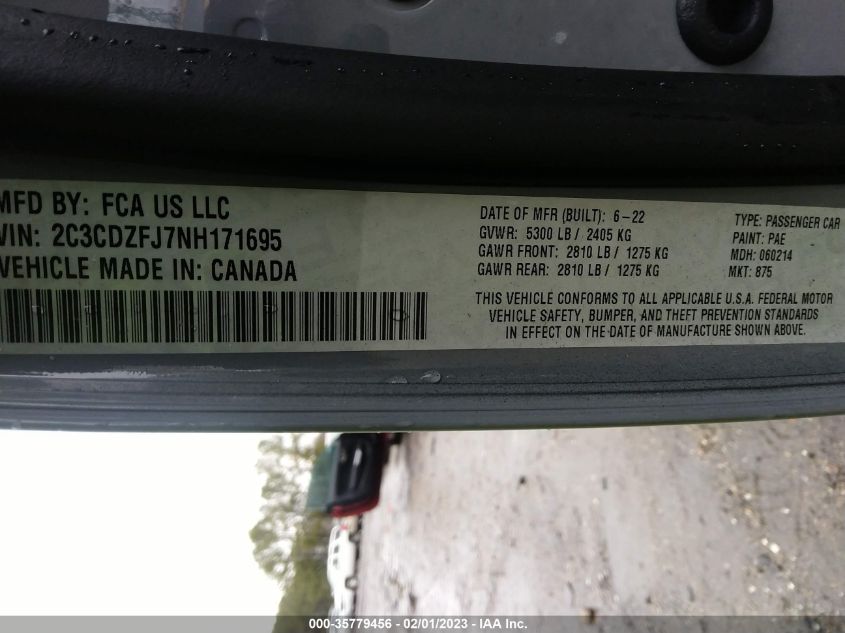 MFD BY: FCA US LLC
VIN: 2C3CDZFJ7NH171695
VEHICLE MADE IN: CANADA
DATE OF MFR (BUILT): 6-22
GVWR: 5300 LB / 2405 KG
GAWR FRONT: 2810 LB / 1275 KG
GAWR REAR: 2810 LB / 1275 KG
TYPE: PASSENGER CAR
PAINT: PAE
MDH: 060214
MKT: 875
THIS VEHICLE CONFORMS TO ALL APPLICABLE U.S.A. FEDERAL MOTOR
VEHICLE SAFETY, BUMPER, AND THEFT PREVENTION STANDARDS
IN EFFECT ON THE DATE OF MANUFACTURE SHOWN ABOVE.
000-35779456 - 02/01/2023 - IAA Inc.